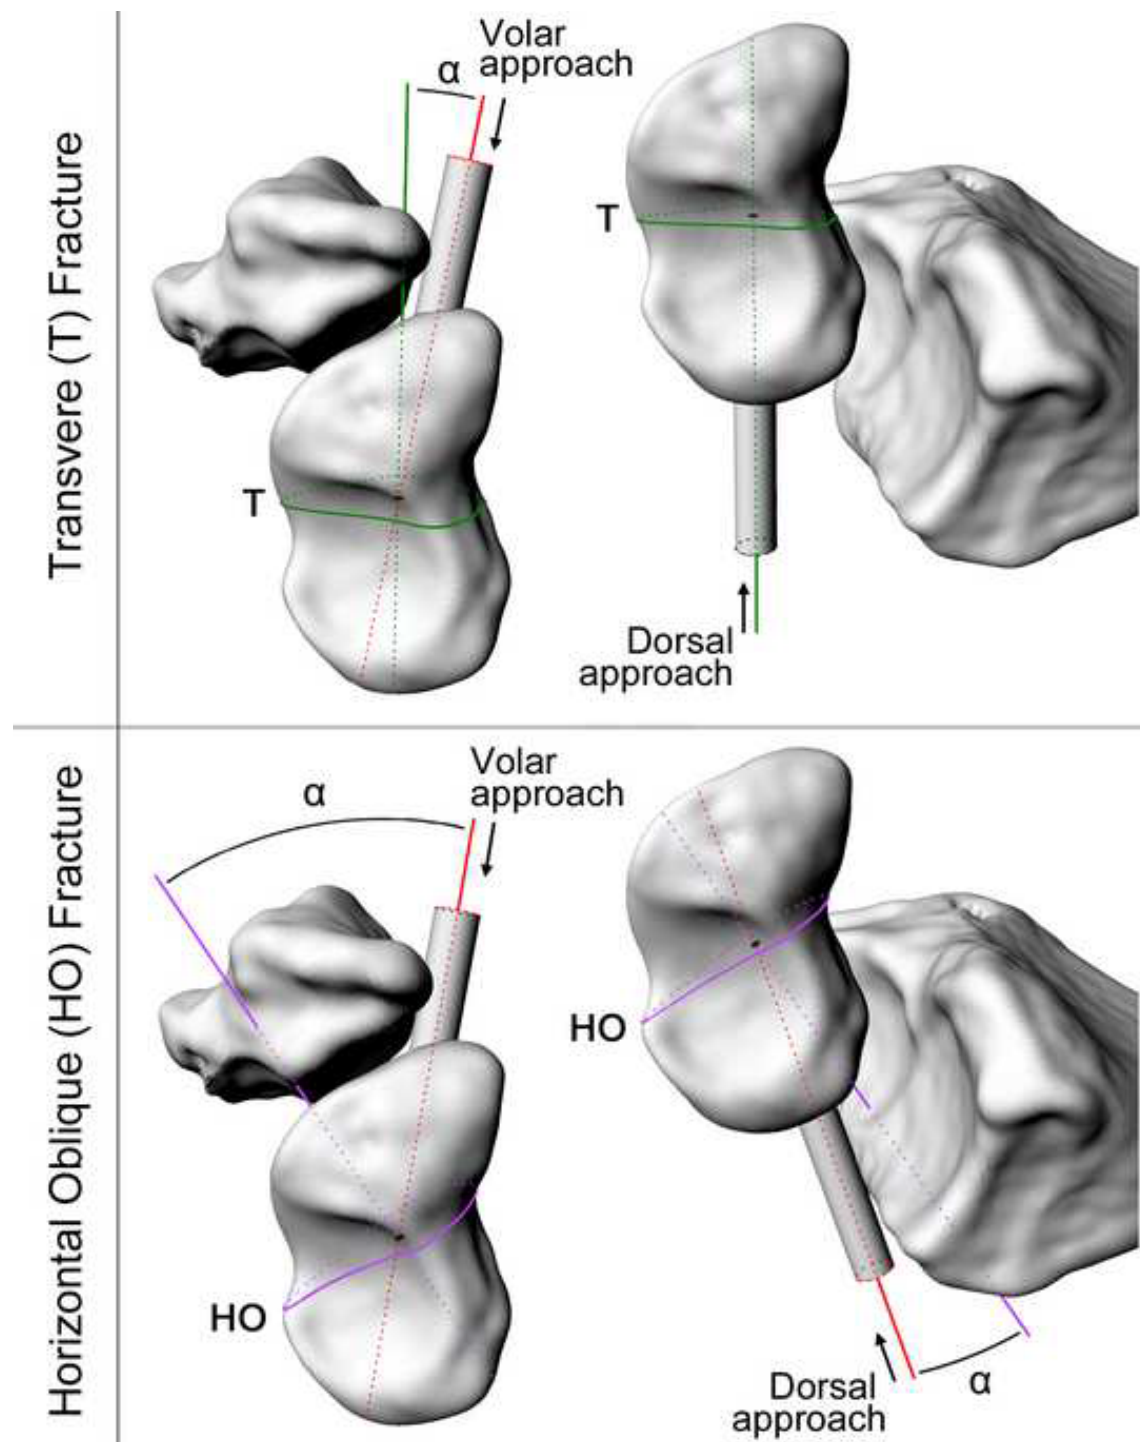 Transvere (T) Fracture
Volar
approach
α
T
T
Dorsal
approach
Horizontal Oblique (HO) Fracture
Volar
approach
α
HO
HO
Dorsal
approach
α